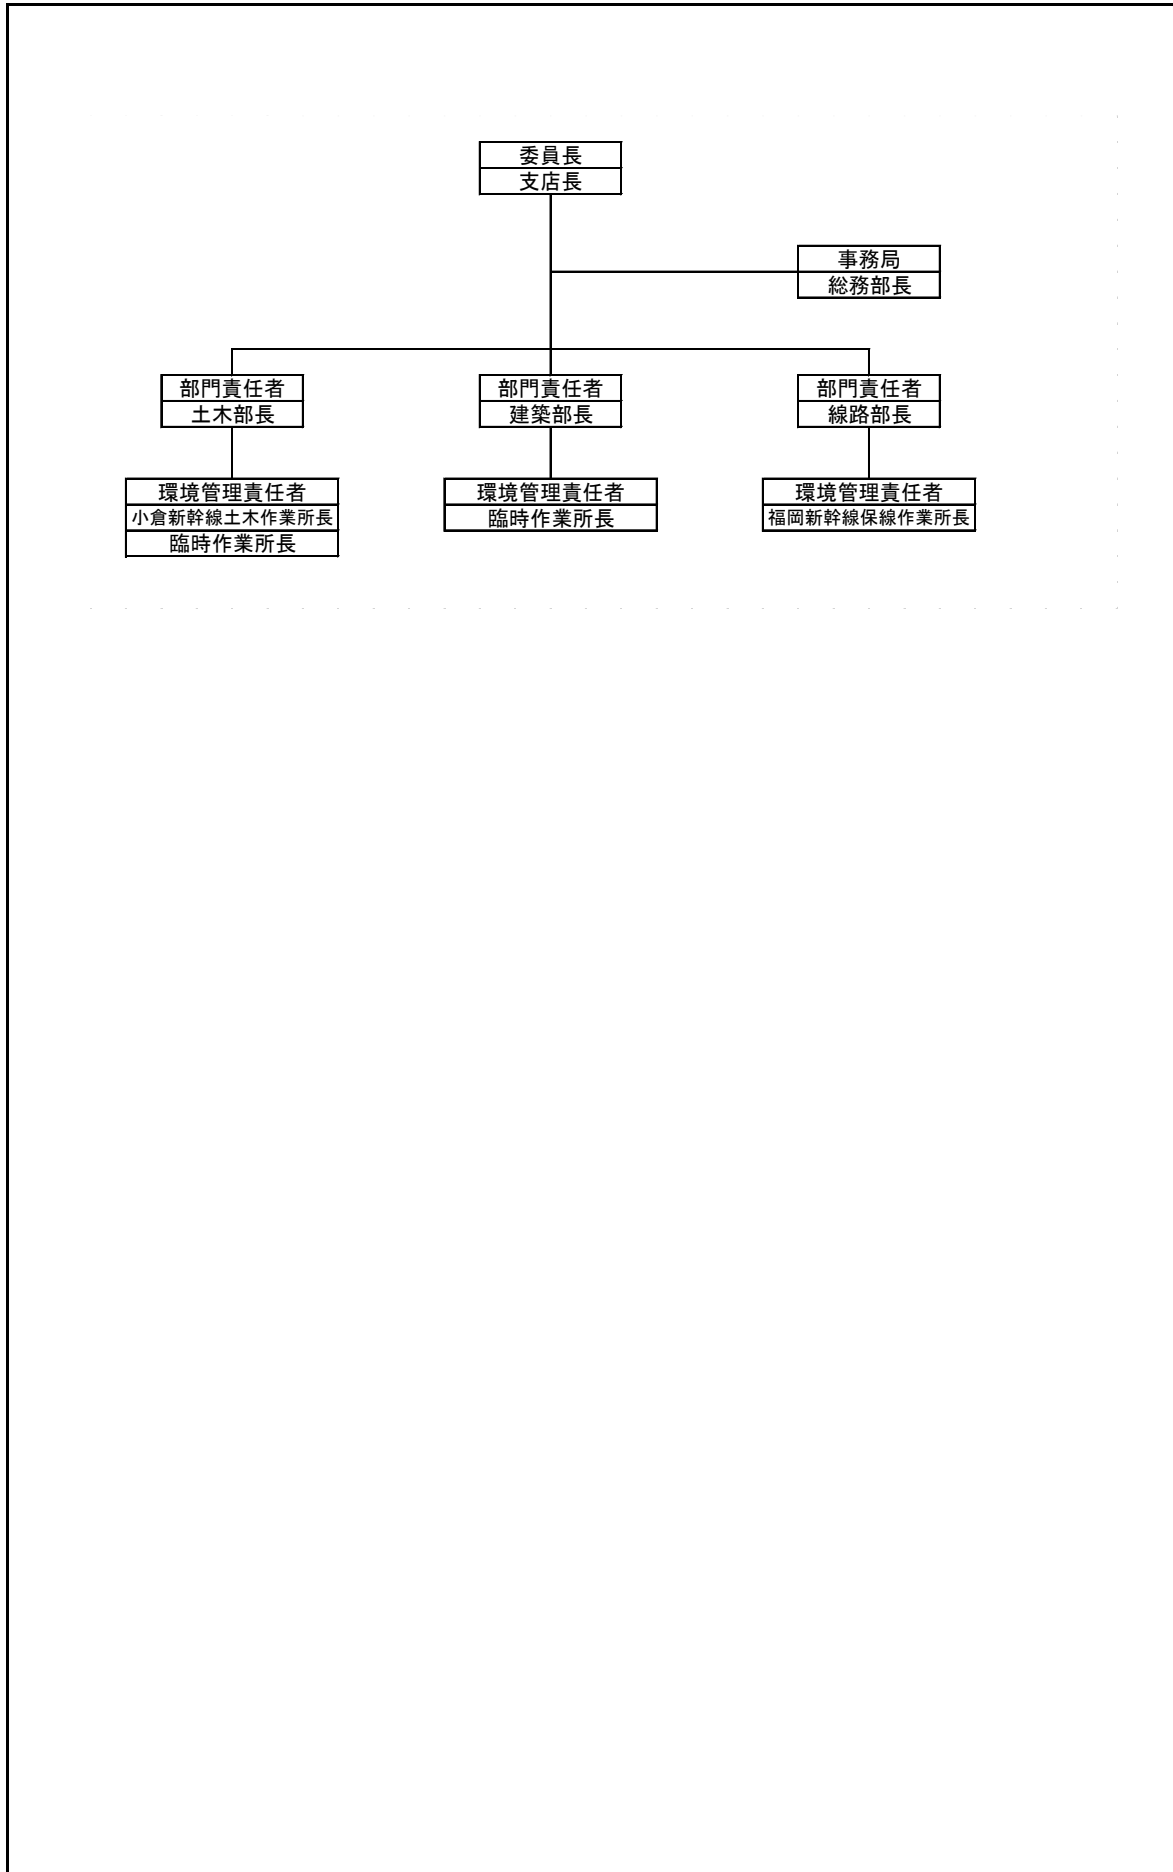 委員長
支店長
事務局
総務部長
部門責任者
土木部長
部門責任者
建築部長
部門責任者
線路部長
環境管理責任者
小倉新幹線土木作業所長
臨時作業所長
環境管理責任者
臨時作業所長
環境管理責任者
福岡新幹線保線作業所長